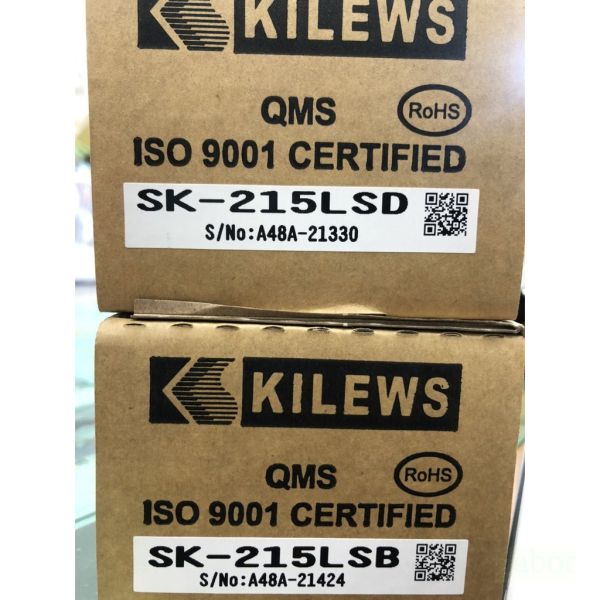 KILEWS
QMS RoHS
ISO 9001 CERTIFIED
SK-215LSD
S/No:A48A-21330
KILEWS
QMS RoHS
ISO 9001 CERTIFIED
SK-215LSB
S/No:A48A-21424